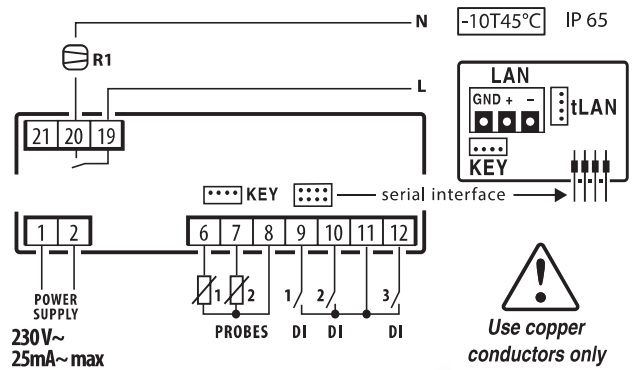 N
-10T45°C IP 65
R1
L
LAN
GND + -
tLAN
KEY
21 20 19
KEY
serial interface
1 2
6 7 8 9 10 11 12
1 2 1 2 3
POWER
SUPPLY
PROBES DI DI DI
230 V~
25mA~ max
!
Use copper
conductors only